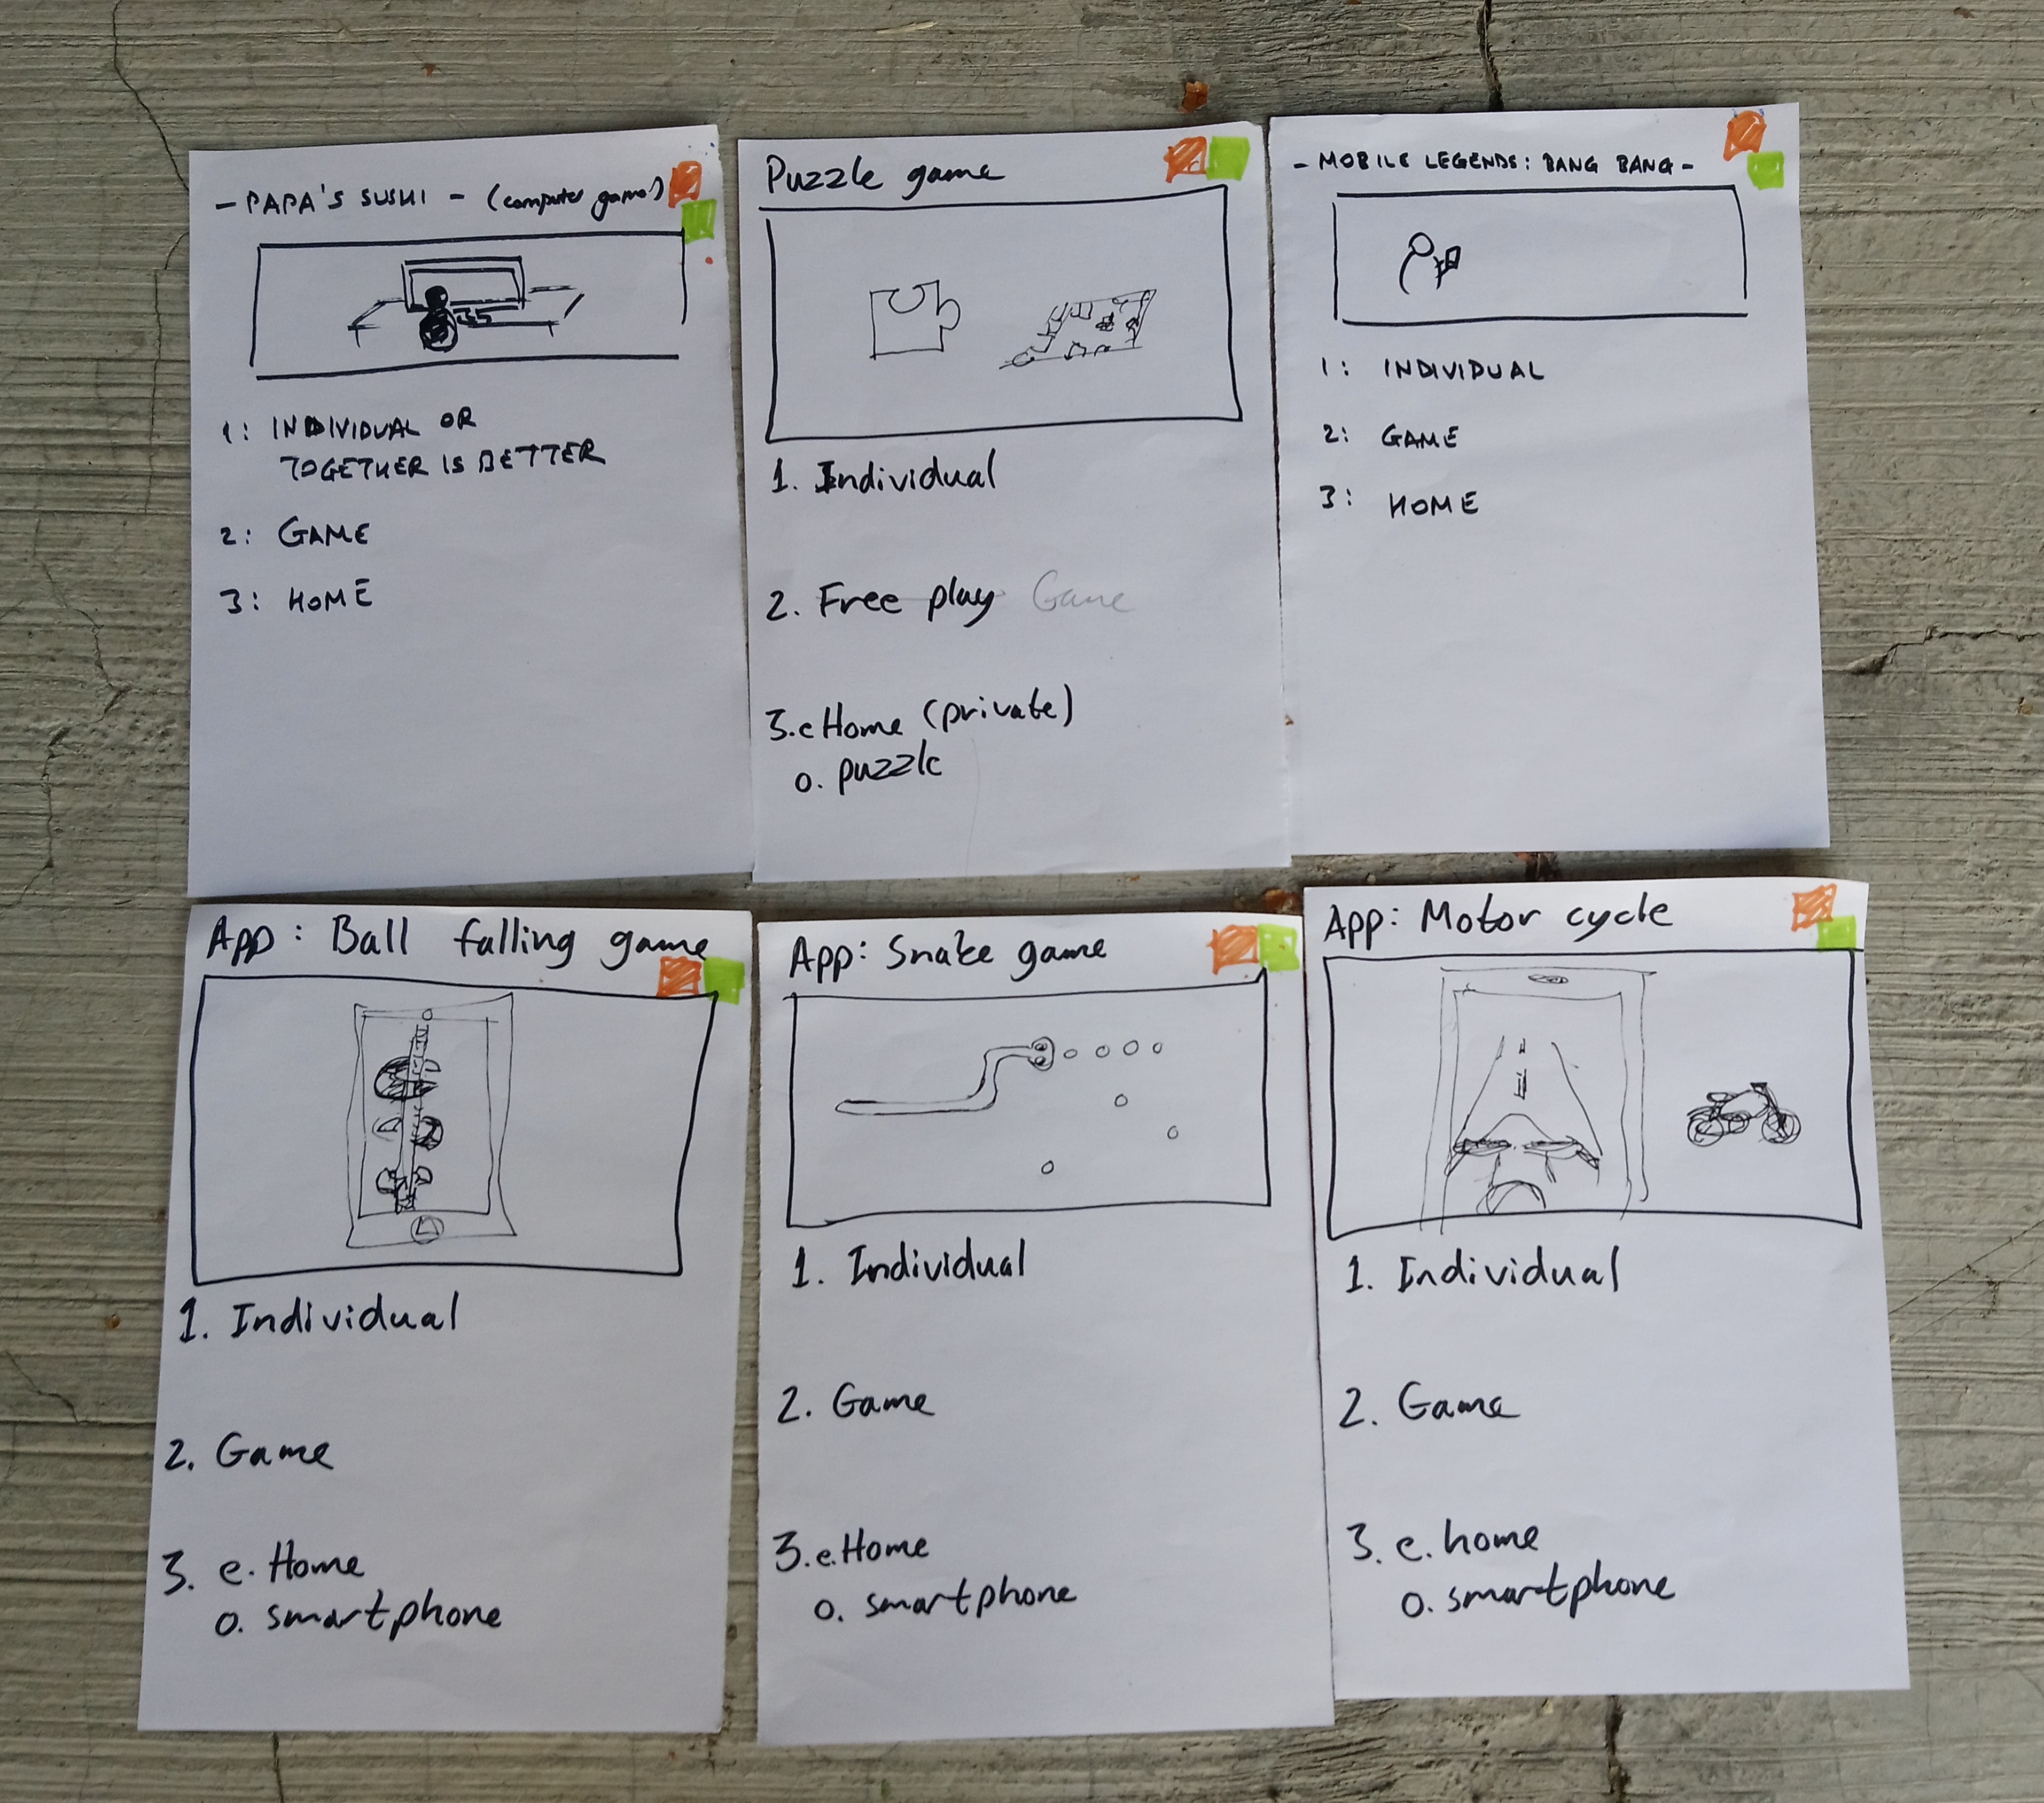 - PAPA'S SUSHI - (computer game)
1: INDIVIDUAL OR
TOGETHER IS BETTER
2: GAME
3: HOME
Puzzle game
1. Individual
2. Free play Game
3. e Home (private)
o. puzzle
- MOBILE LEGENDS: BANG BANG -
1: INDIVIDUAL
2: GAME
3: HOME
App: Ball falling game
1. Individual
2. Game
3. e. Home
o. smartphone
App: Snake game
1. Individual
2. Game
3. e. Home
o. smartphone
App: Motor cycle
1. Individual
2. Game
3. e. home
o. smartphone